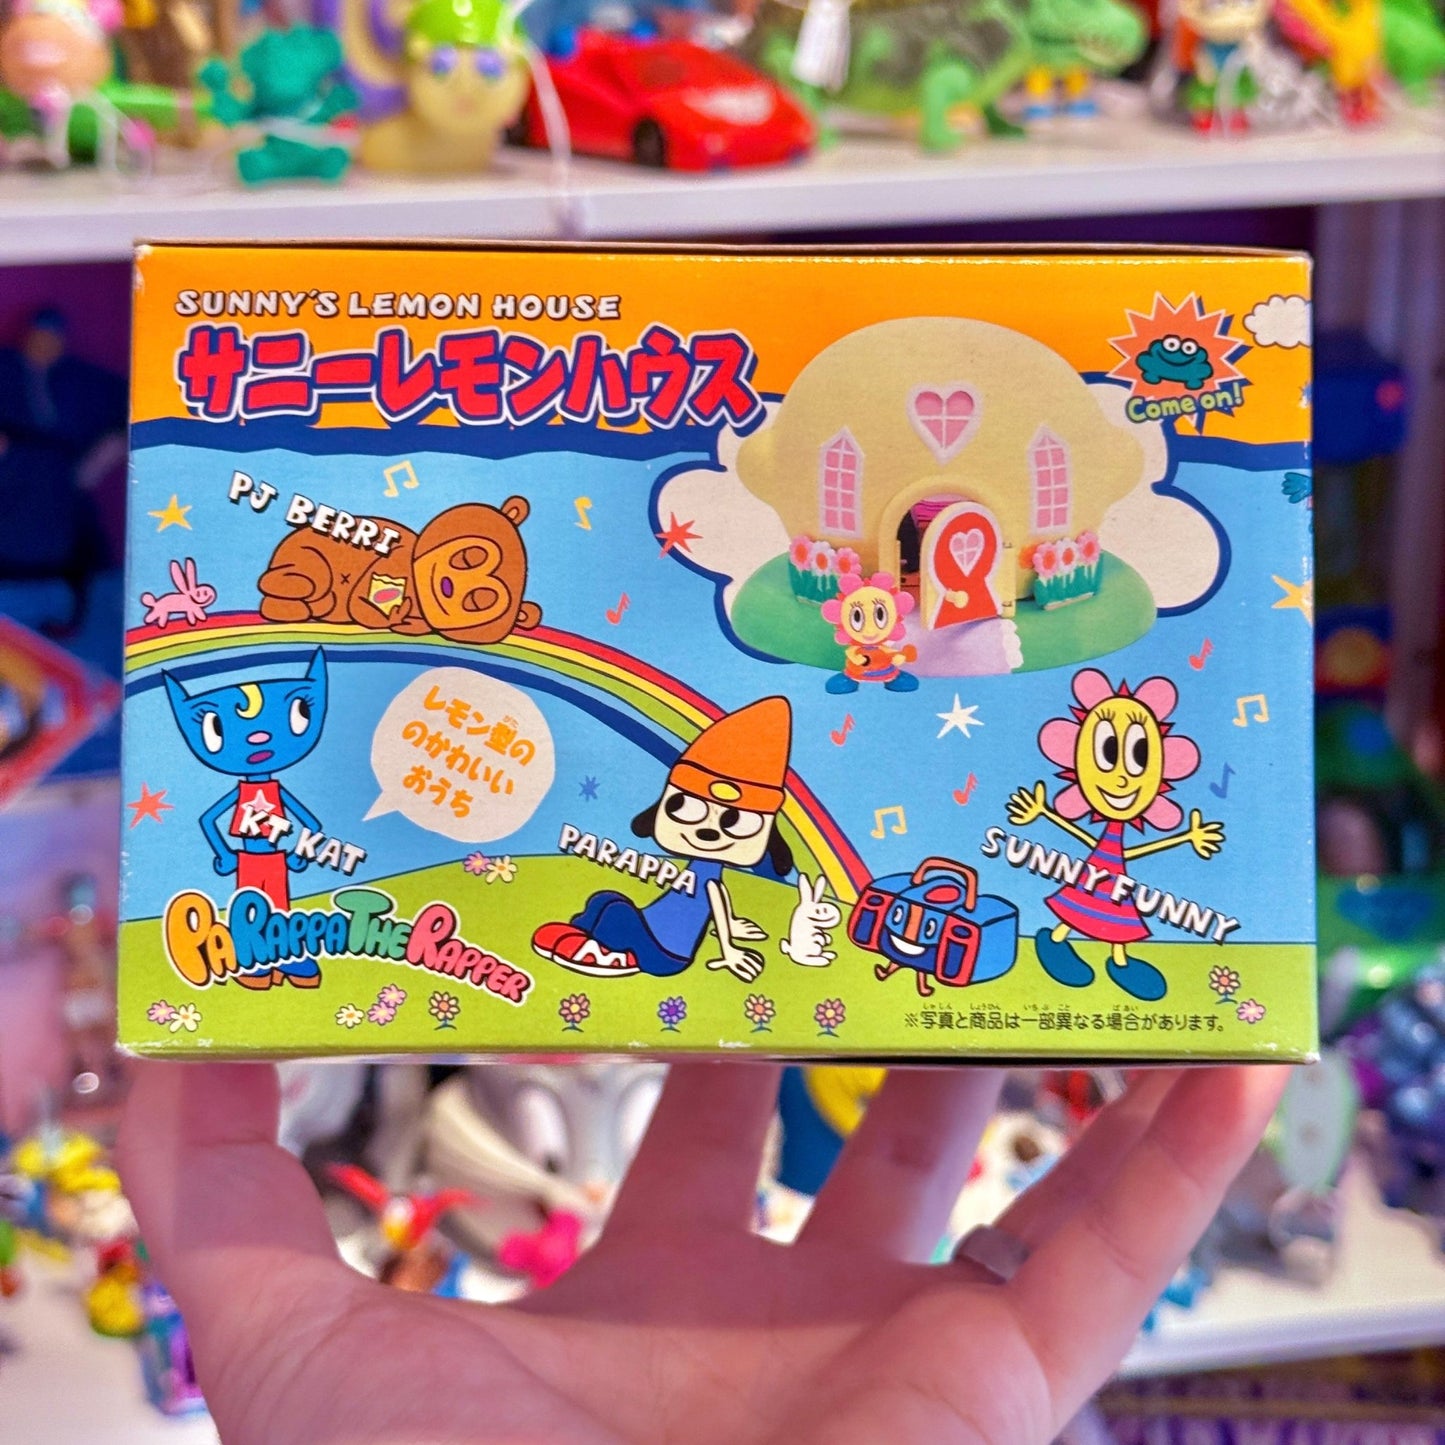 SUNNY'S LEMON HOUSE
サニーレモンハウス
Come on!
PJ BERRI
レモン型の
のかわいい
おうち
KT KAT
PARAPPA
SUNNY FUNNY
PARAPPA THE RAPPER
※写真と商品は一部異なる場合があります。